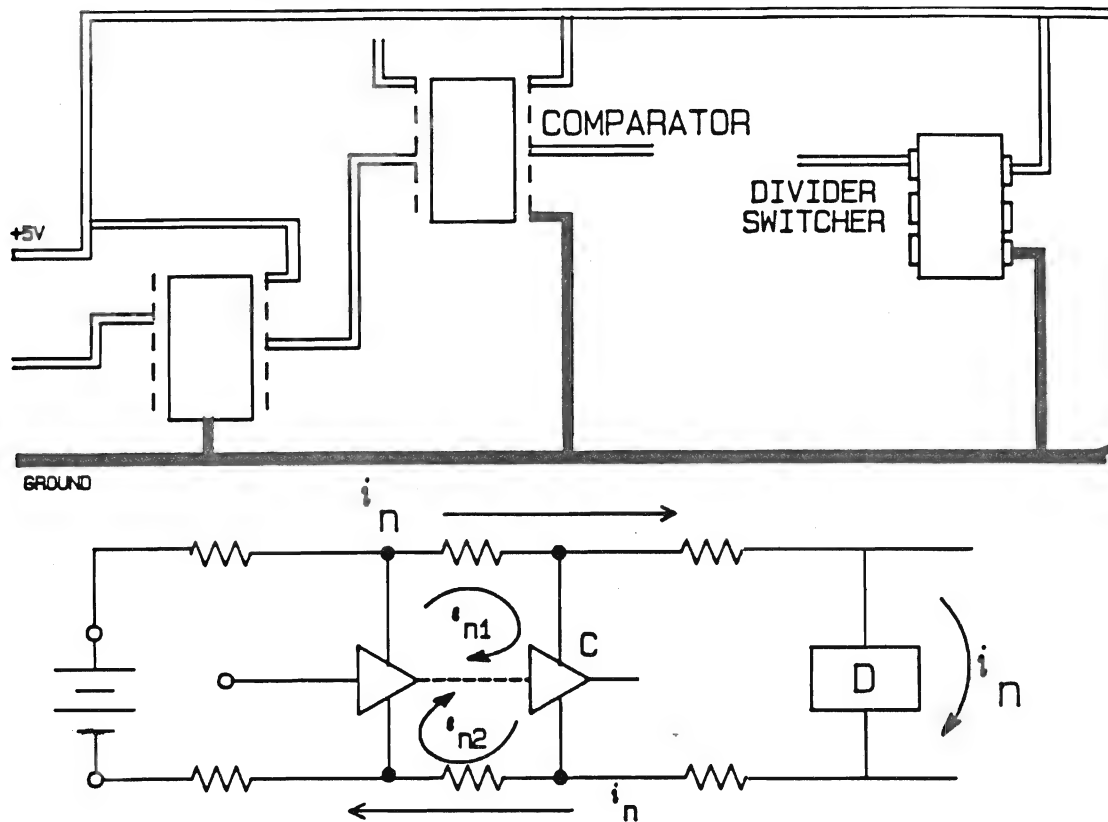 COMPARATOR
DIVIDER
SWITCHER
+5V
GROUND
i n
i n1
C
D
i n
i n2
i n